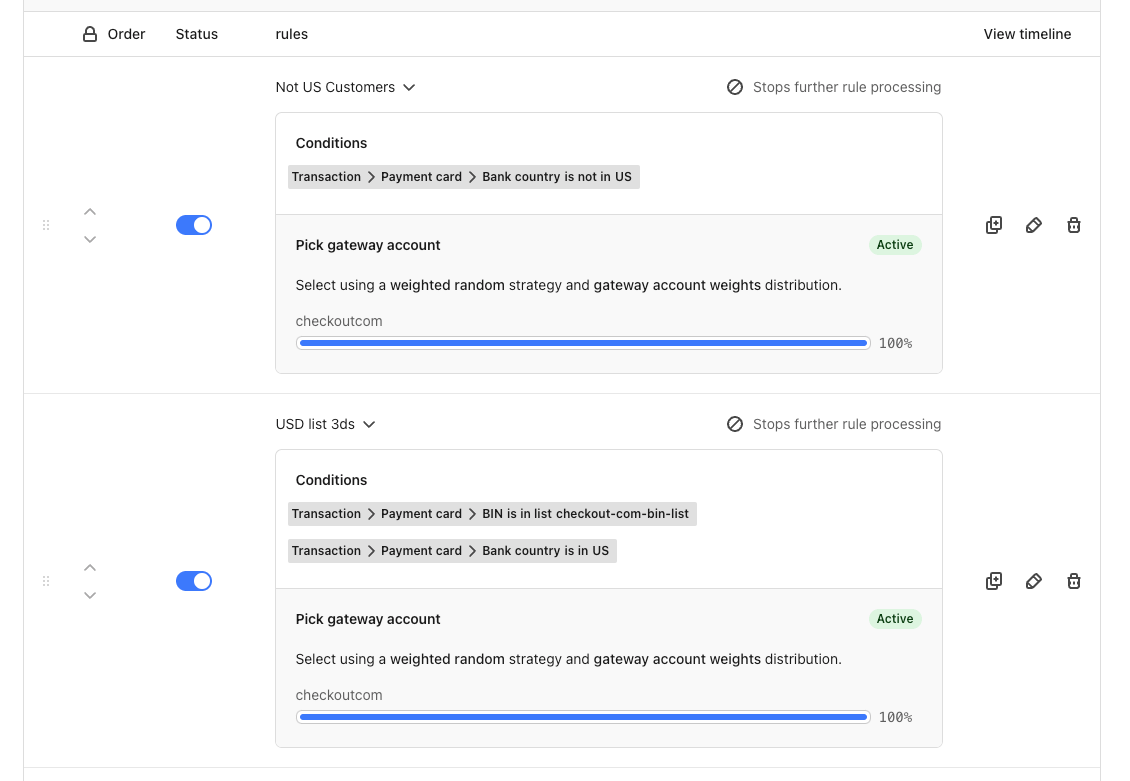 Order Status rules View timeline
Not US Customers Stops further rule processing
Conditions
Transaction > Payment card > Bank country is not in US
Pick gateway account Active
Select using a weighted random strategy and gateway account weights distribution.
checkoutcom
100%
USD list 3ds Stops further rule processing
Conditions
Transaction > Payment card > BIN is in list checkout-com-bin-list
Transaction > Payment card > Bank country is in US
Pick gateway account Active
Select using a weighted random strategy and gateway account weights distribution.
checkoutcom
100%